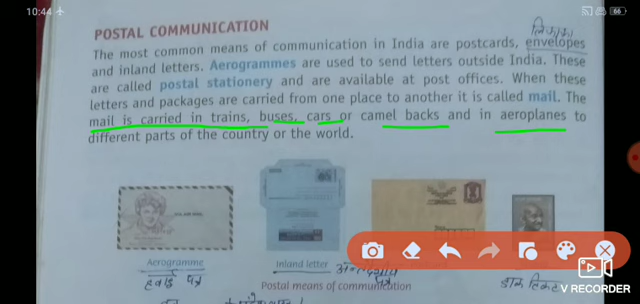 10:44
66
POSTAL COMMUNICATION
लिफाफा
The most common means of communication in India are postcards, envelopes
and inland letters. Aerogrammes are used to send letters outside India. These
are called postal stationery and are available at post offices. When these
letters and packages are carried from one place to another it is called mail. The
mail is carried in trains, buses, cars or camel backs and in aeroplanes to
different parts of the country or the world.
Aerogramme
Inland letter
हवाई पत्र
पत्र
डाक टिकट
Postal means of communication
V RECORDER